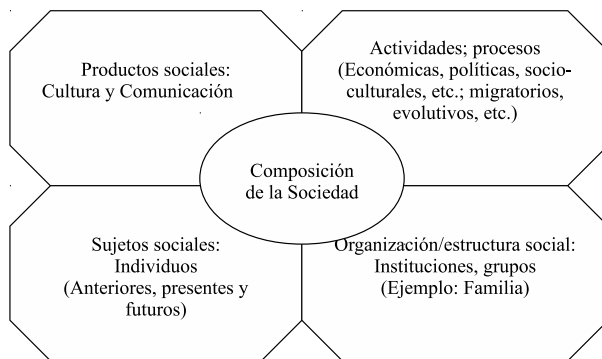 Productos sociales:
Cultura y Comunicación
Actividades; procesos
(Económicas, políticas, socio-
culturales, etc.; migratorios,
evolutivos, etc.)
Composición
de la Sociedad
Sujetos sociales:
Individuos
(Anteriores, presentes y
futuros)
Organización/estructura social:
Instituciones, grupos
(Ejemplo: Familia)